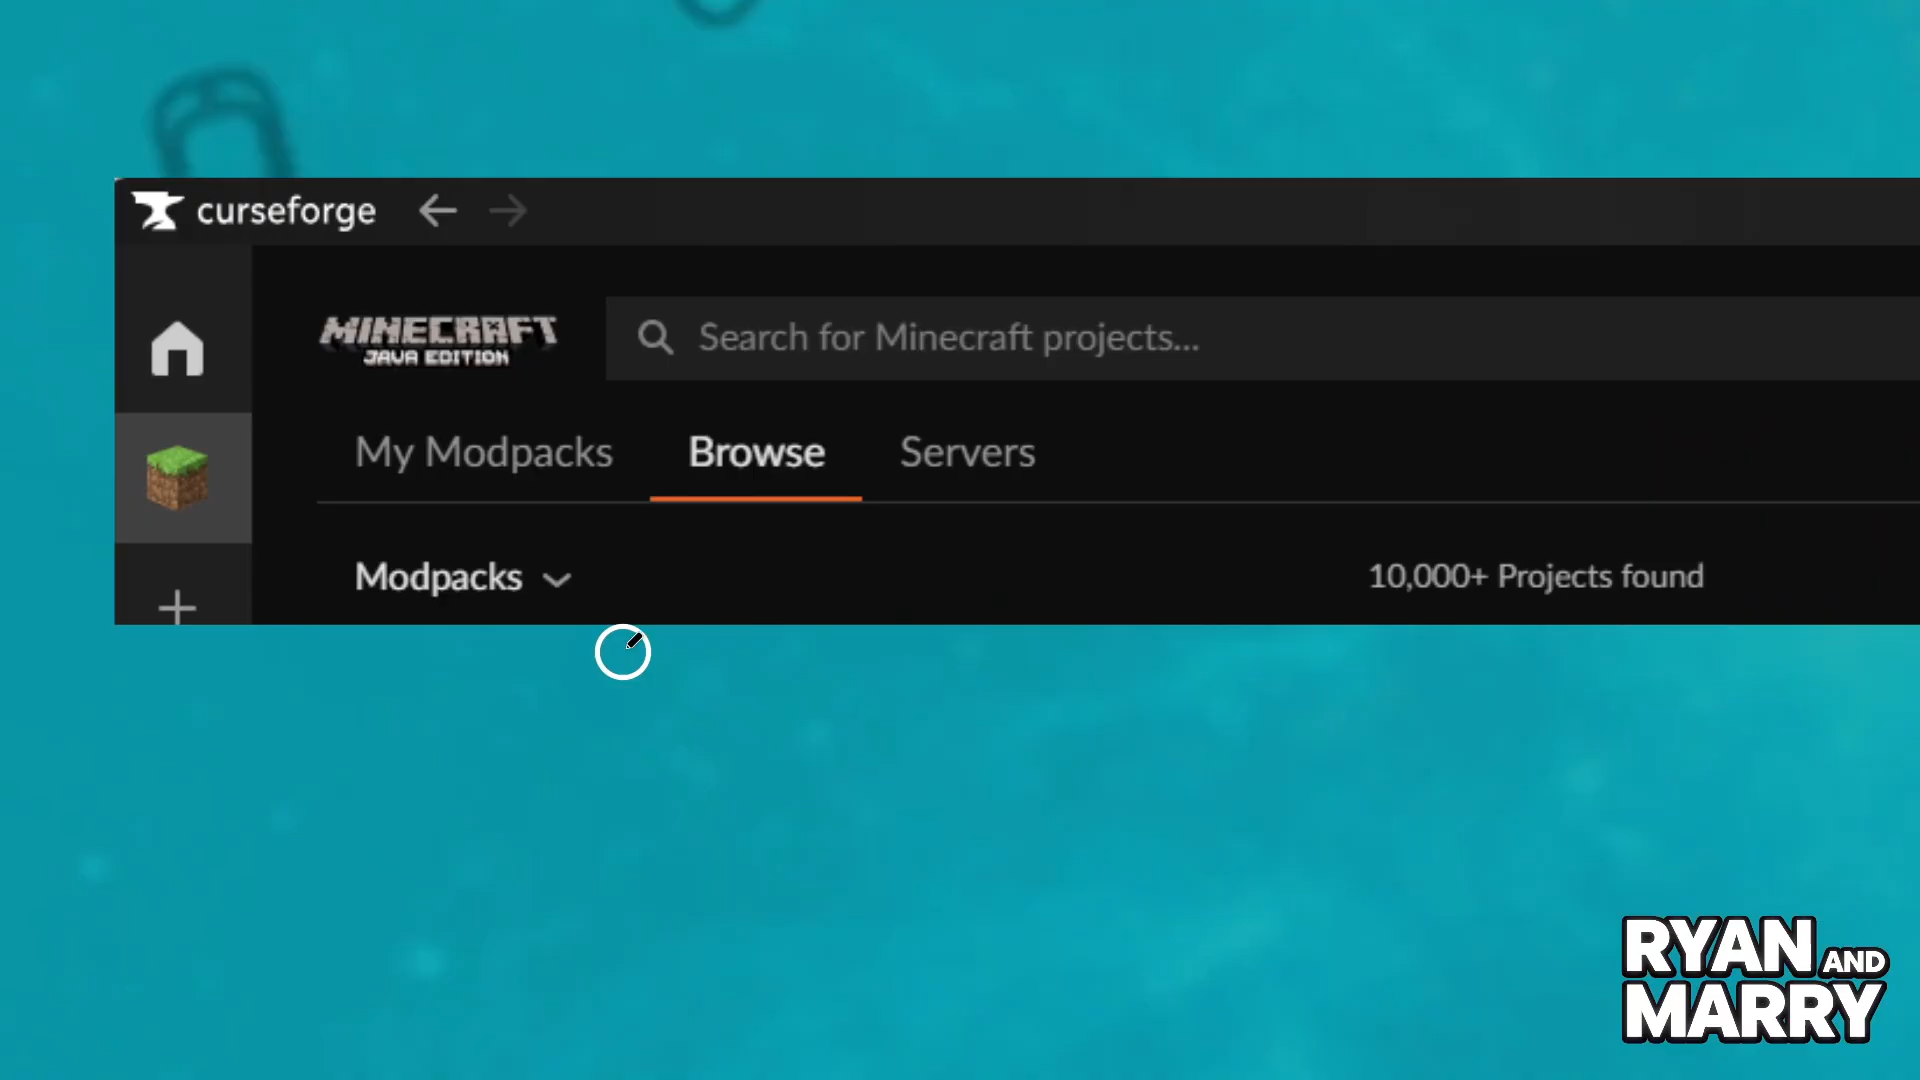 curseforge
MINECRAFT
JAVA EDITION
Search for Minecraft projects...
My Modpacks
Browse
Servers
Modpacks
10,000+ Projects found
RYAN AND
MARRY